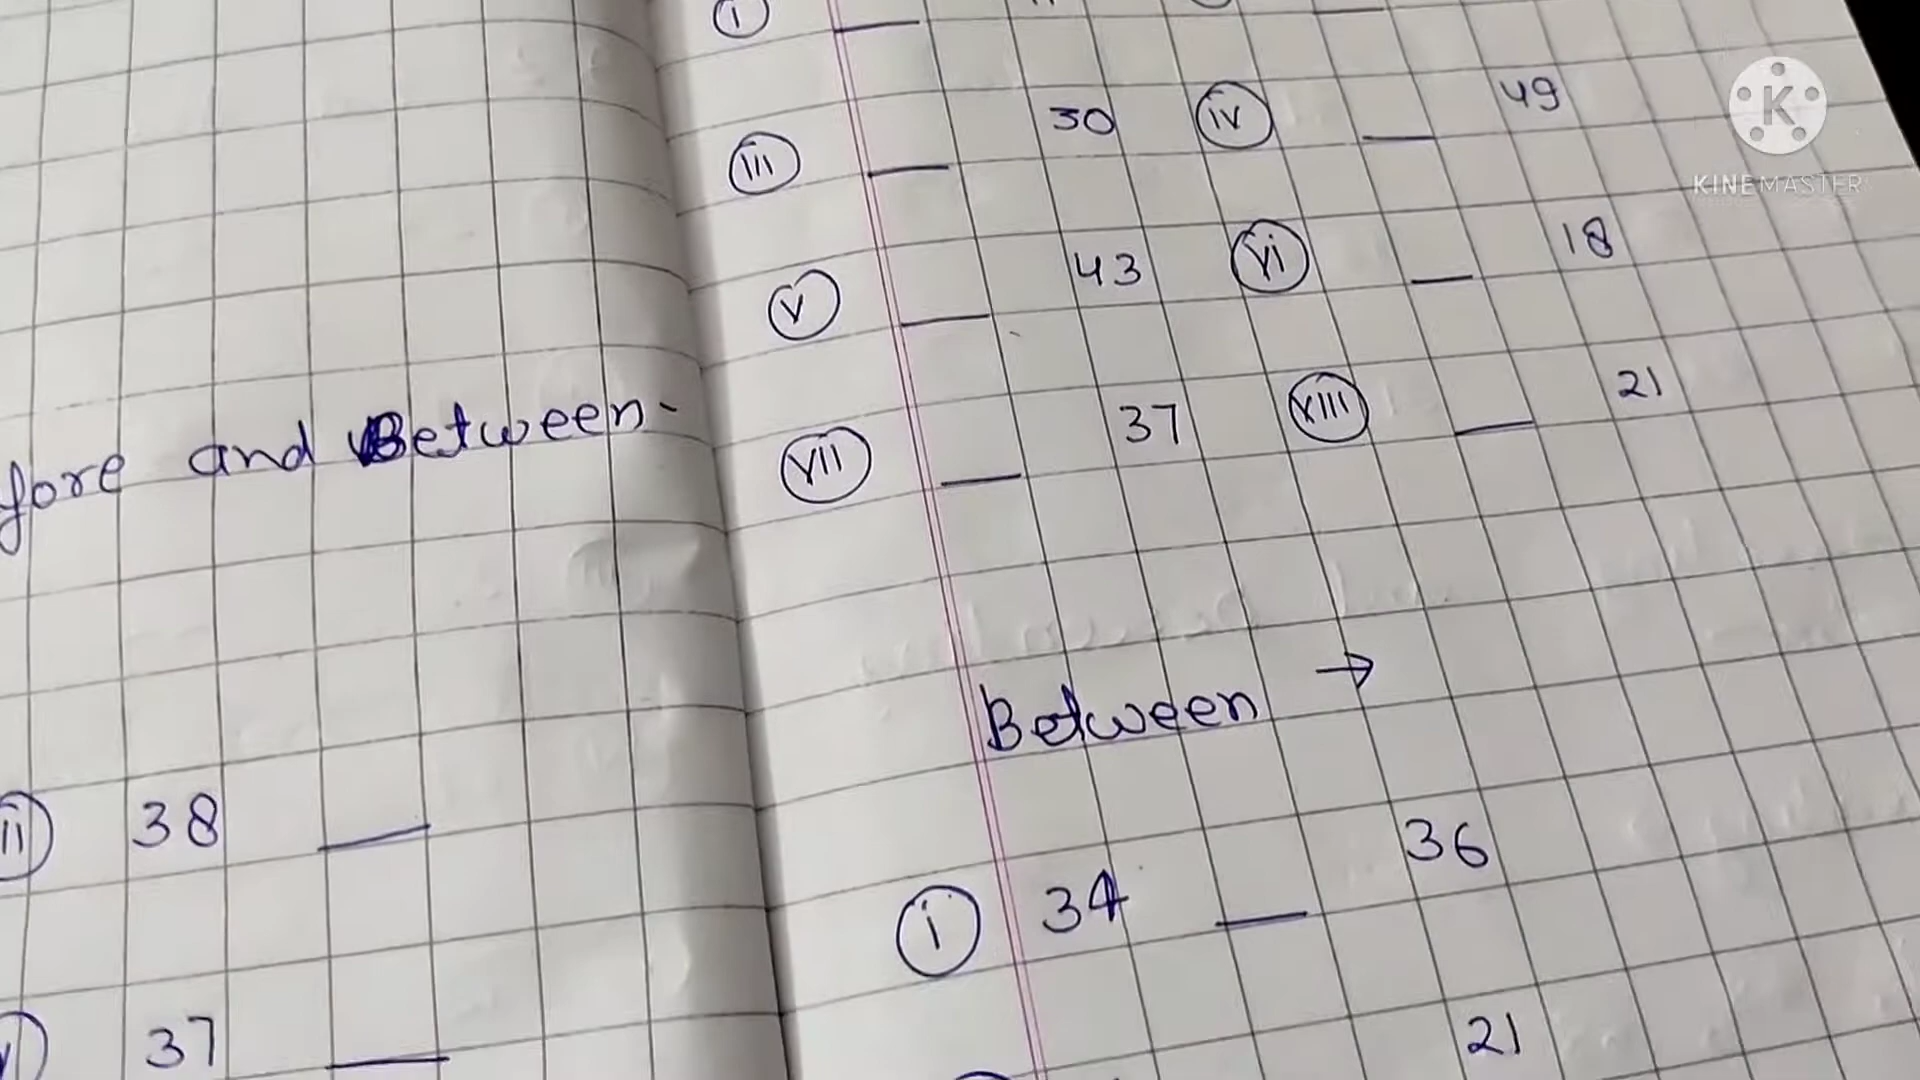 fore and Between-
ii 38 __
37 __
i __
iii __ 30 iv __ 49
v __ 43 vi __ 18
vii __ 37 xiii __ 21
Between →
i 34 __ 36
21
KINEMASTER